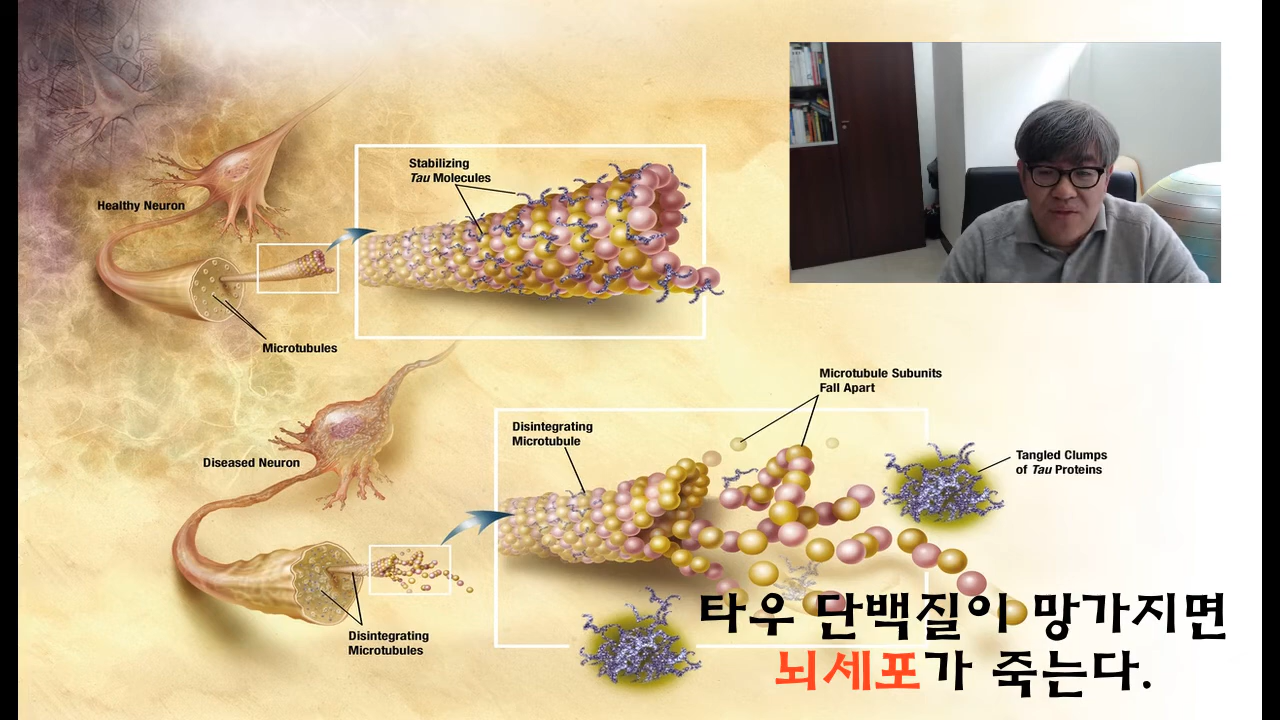 Stabilizing
Tau Molecules
Healthy Neuron
Microtubules
Microtubule Subunits
Fall Apart
Disintegrating
Microtubule
Diseased Neuron
Tangled Clumps
of Tau Proteins
Disintegrating
Microtubules
타우 단백질이 망가지면
뇌세포가 죽는다.